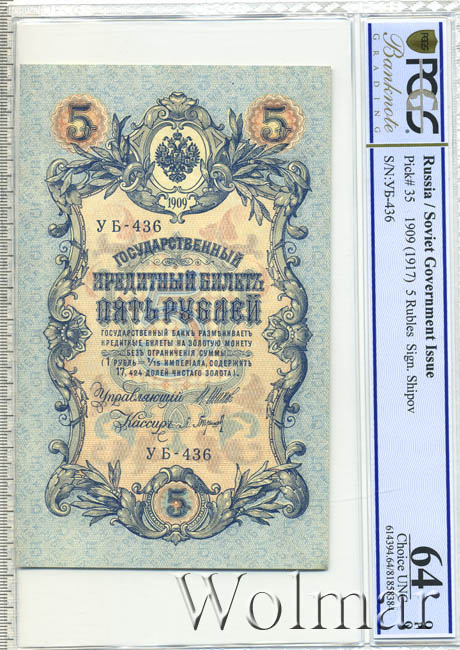 5 5
1909
УБ-436
ГОСУДАРСТВЕННЫЙ
КРЕДИТНЫЙ БИЛЕТЪ
ПЯТЬ РУБЛЕЙ
ГОСУДАРСТВЕННЫЙ БАНКЪ РАЗМѢНИВАЕТЪ
КРЕДИТНЫЕ БИЛЕТЫ НА ЗОЛОТУЮ МОНЕТУ
БЕЗЪ ОГРАНИЧЕНІЯ СУММЫ
(1 РУБЛЬ = 1/15 ИМПЕРІАЛА, СОДЕРЖИТЪ
17,424 ДОЛЕЙ ЧИСТАГО ЗОЛОТА).
Управляющій
Кассиръ
УБ-436
5
PCGS
Banknote
GRADING
Russia / Soviet Government Issue
Pick# 35 1909 (1917) 5 Rubles Sign. Shipov
S/N:УБ-436
64
Choice UNC
Wolmar